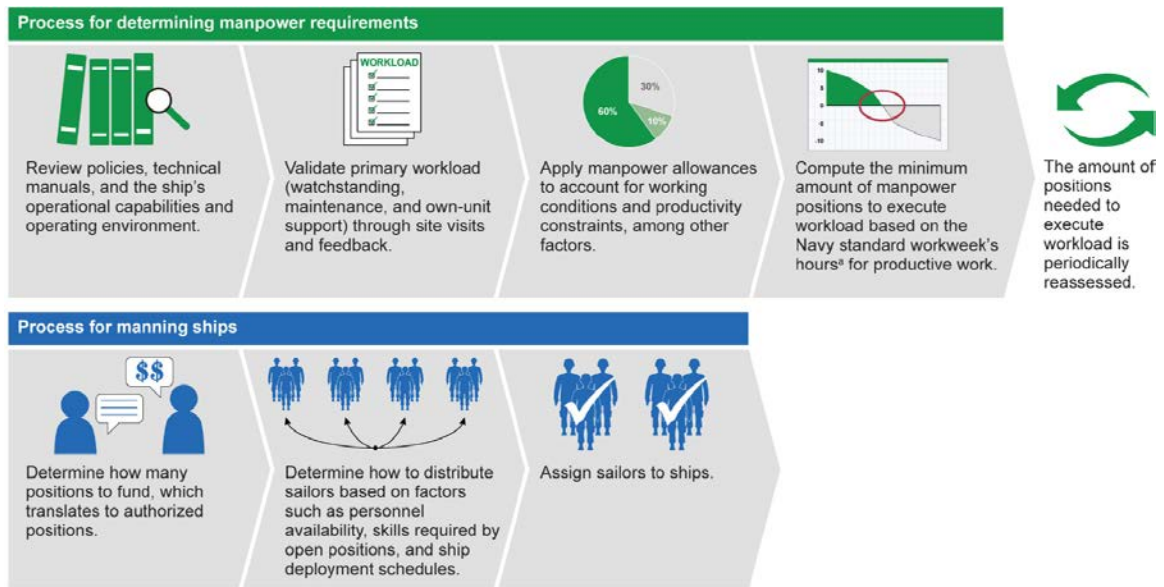 Process for determining manpower requirements
WORKLOAD
60%
30%
10%
10
5
0
-5
-10
Review policies, technical
manuals, and the ship's
operational capabilities and
operating environment.
Validate primary workload
(watchstanding,
maintenance, and own-unit
support) through site visits
and feedback.
Apply manpower allowances
to account for working
conditions and productivity
constraints, among other
factors.
Compute the minimum
amount of manpower
positions to execute
workload based on the
Navy standard workweek's
hoursᵃ for productive work.
The amount of
positions
needed to
execute
workload is
periodically
reassessed.
Process for manning ships
$$
Determine how many
positions to fund, which
translates to authorized
positions.
Determine how to distribute
sailors based on factors
such as personnel
availability, skills required by
open positions, and ship
deployment schedules.
Assign sailors to ships.